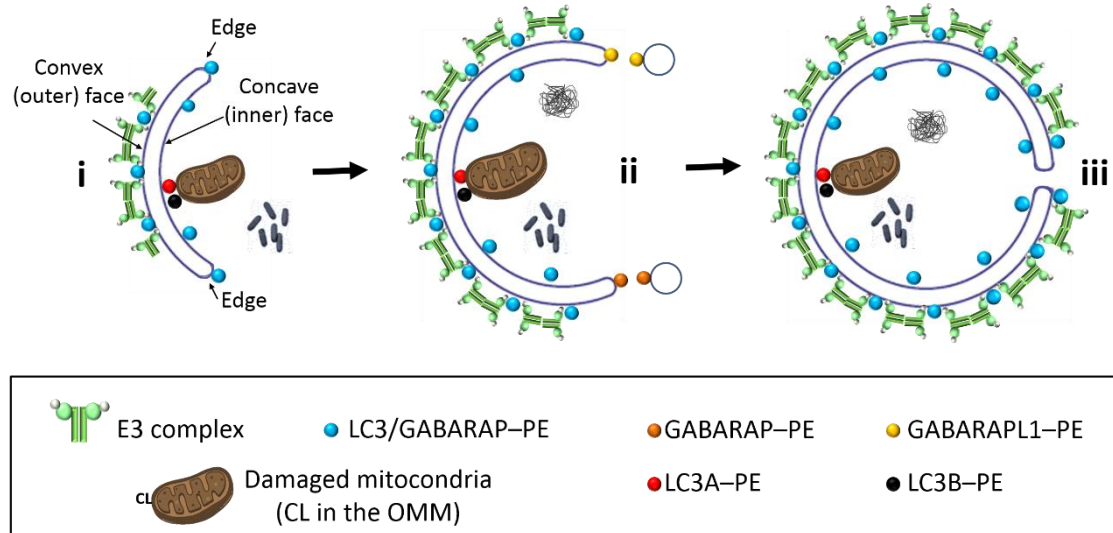 Edge
Convex
(outer) face
Concave
(inner) face
i
ii
iii
Edge
E3 complex
LC3/GABARAP–PE
GABARAP–PE
GABARAPL1–PE
CL
Damaged mitocondria
(CL in the OMM)
LC3A–PE
LC3B–PE